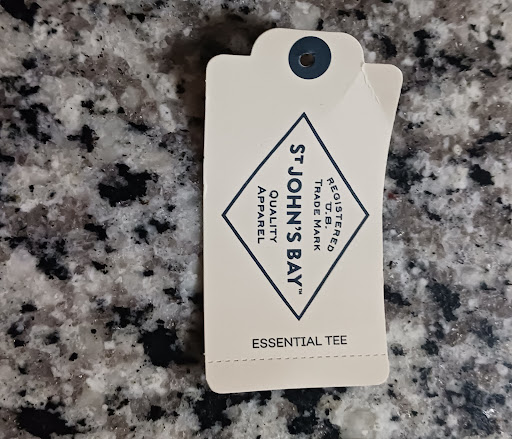 REGISTERED
U.S.
TRADE MARK
ST JOHN'S BAY™
QUALITY
APPAREL
ESSENTIAL TEE